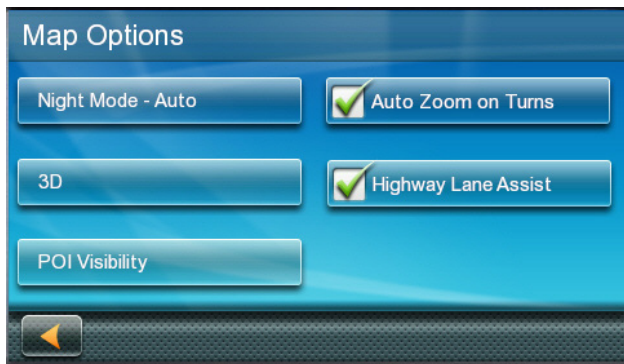 Map Options
Night Mode - Auto
Auto Zoom on Turns
3D
Highway Lane Assist
POI Visibility